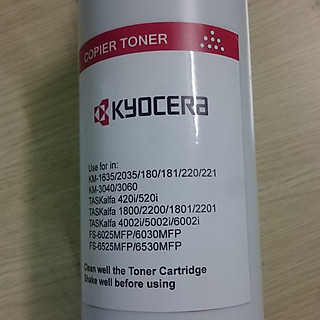 COPIER TONER
KYOCERa
Use for in:
KM-1635/2035/180/181/220/221
KM-3040/3060
TASKalfa 420i/520i
TASKalfa 1800/2200/1801/2201
TASKalfa 4002i/5002i/6002i
FS-6025MFP/6030MFP
FS-6525MFP/6530MFP
Clean well the Toner Cartridge
Shake well before using